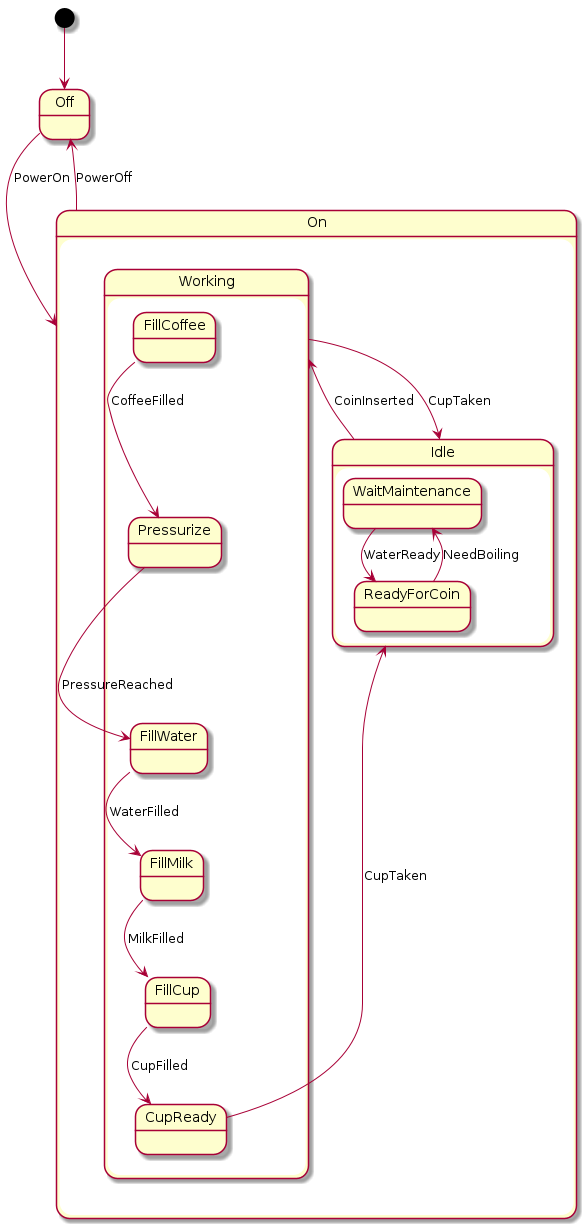 Off
PowerOn
PowerOff
On
Working
FillCoffee
CoffeeFilled
CoinInserted
CupTaken
Idle
WaitMaintenance
Pressurize
WaterReady
NeedBoiling
ReadyForCoin
PressureReached
FillWater
WaterFilled
FillMilk
CupTaken
MilkFilled
FillCup
CupFilled
CupReady